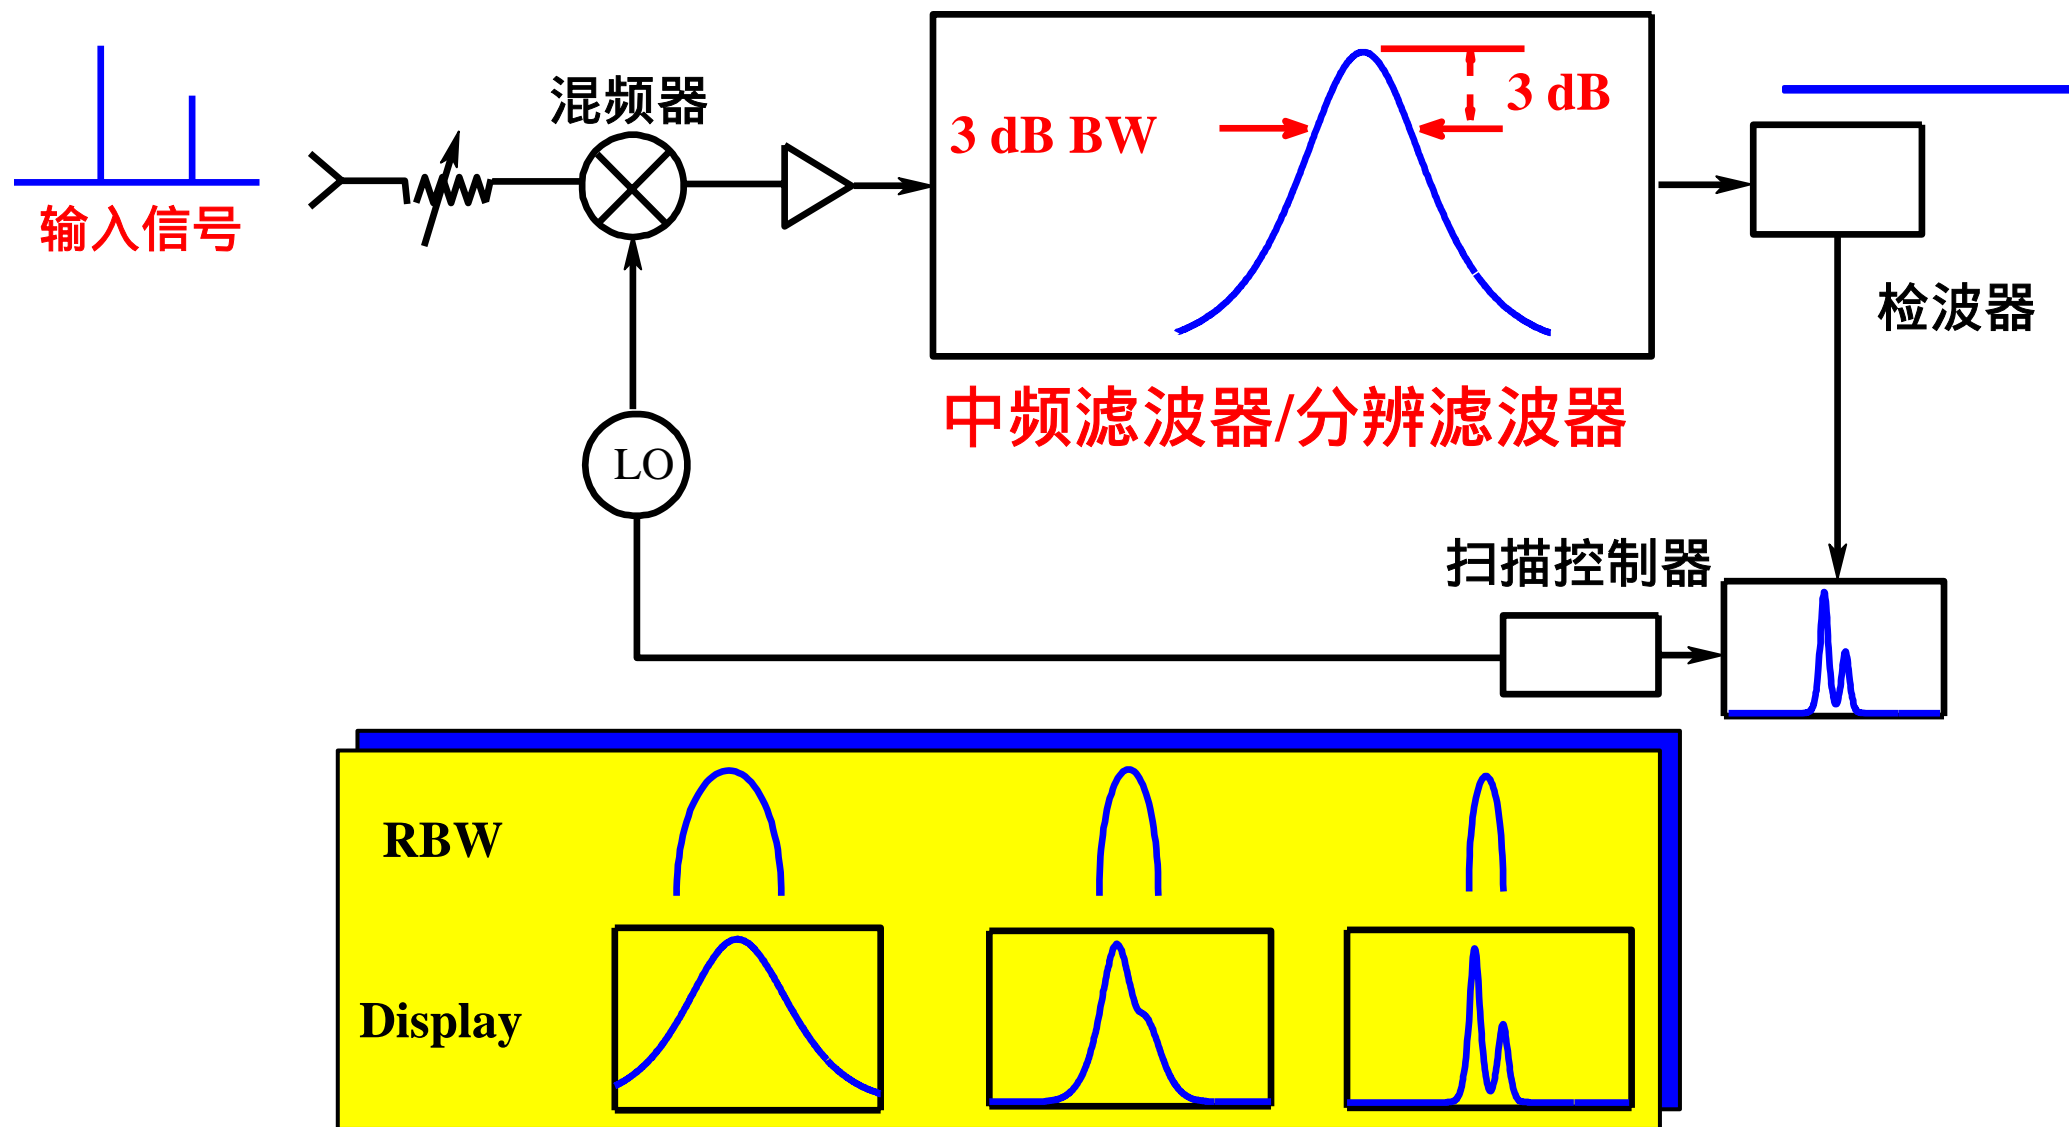 混频器
3 dB
3 dB BW
输入信号
检波器
中频滤波器/分辨滤波器
LO
扫描控制器
RBW
Display